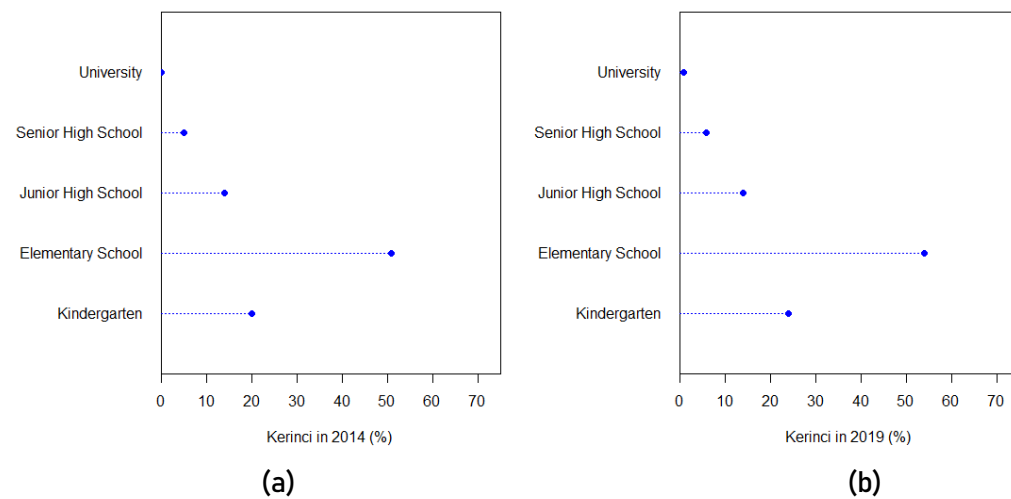 University
Senior High School
Junior High School
Elementary School
Kindergarten
0 10 20 30 40 50 60 70
Kerinci in 2014 (%)
(a)
University
Senior High School
Junior High School
Elementary School
Kindergarten
0 10 20 30 40 50 60 70
Kerinci in 2019 (%)
(b)